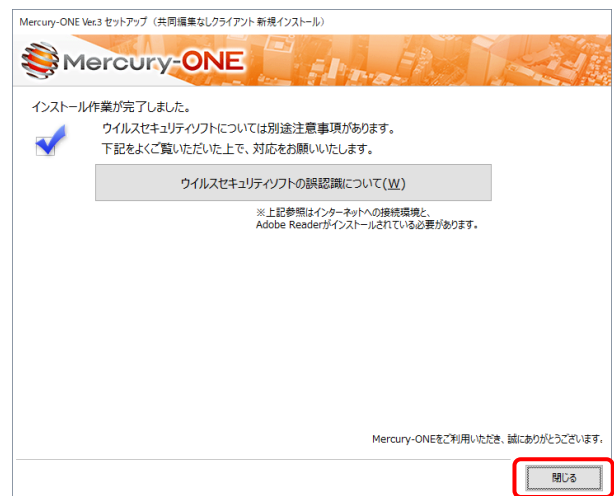 Mercury-ONE Ver.3 セットアップ（共同編集なしクライアント 新規インストール）
Mercury-ONE
インストール作業が完了しました。
ウイルスセキュリティソフトについては別途注意事項があります。
下記をよくご覧いただいた上で、対応をお願いいたします。
ウイルスセキュリティソフトの誤認識について(W)
※上記参照はインターネットへの接続環境と、
Adobe Readerがインストールされている必要があります。
Mercury-ONEをご利用いただき、誠にありがとうございます。
閉じる